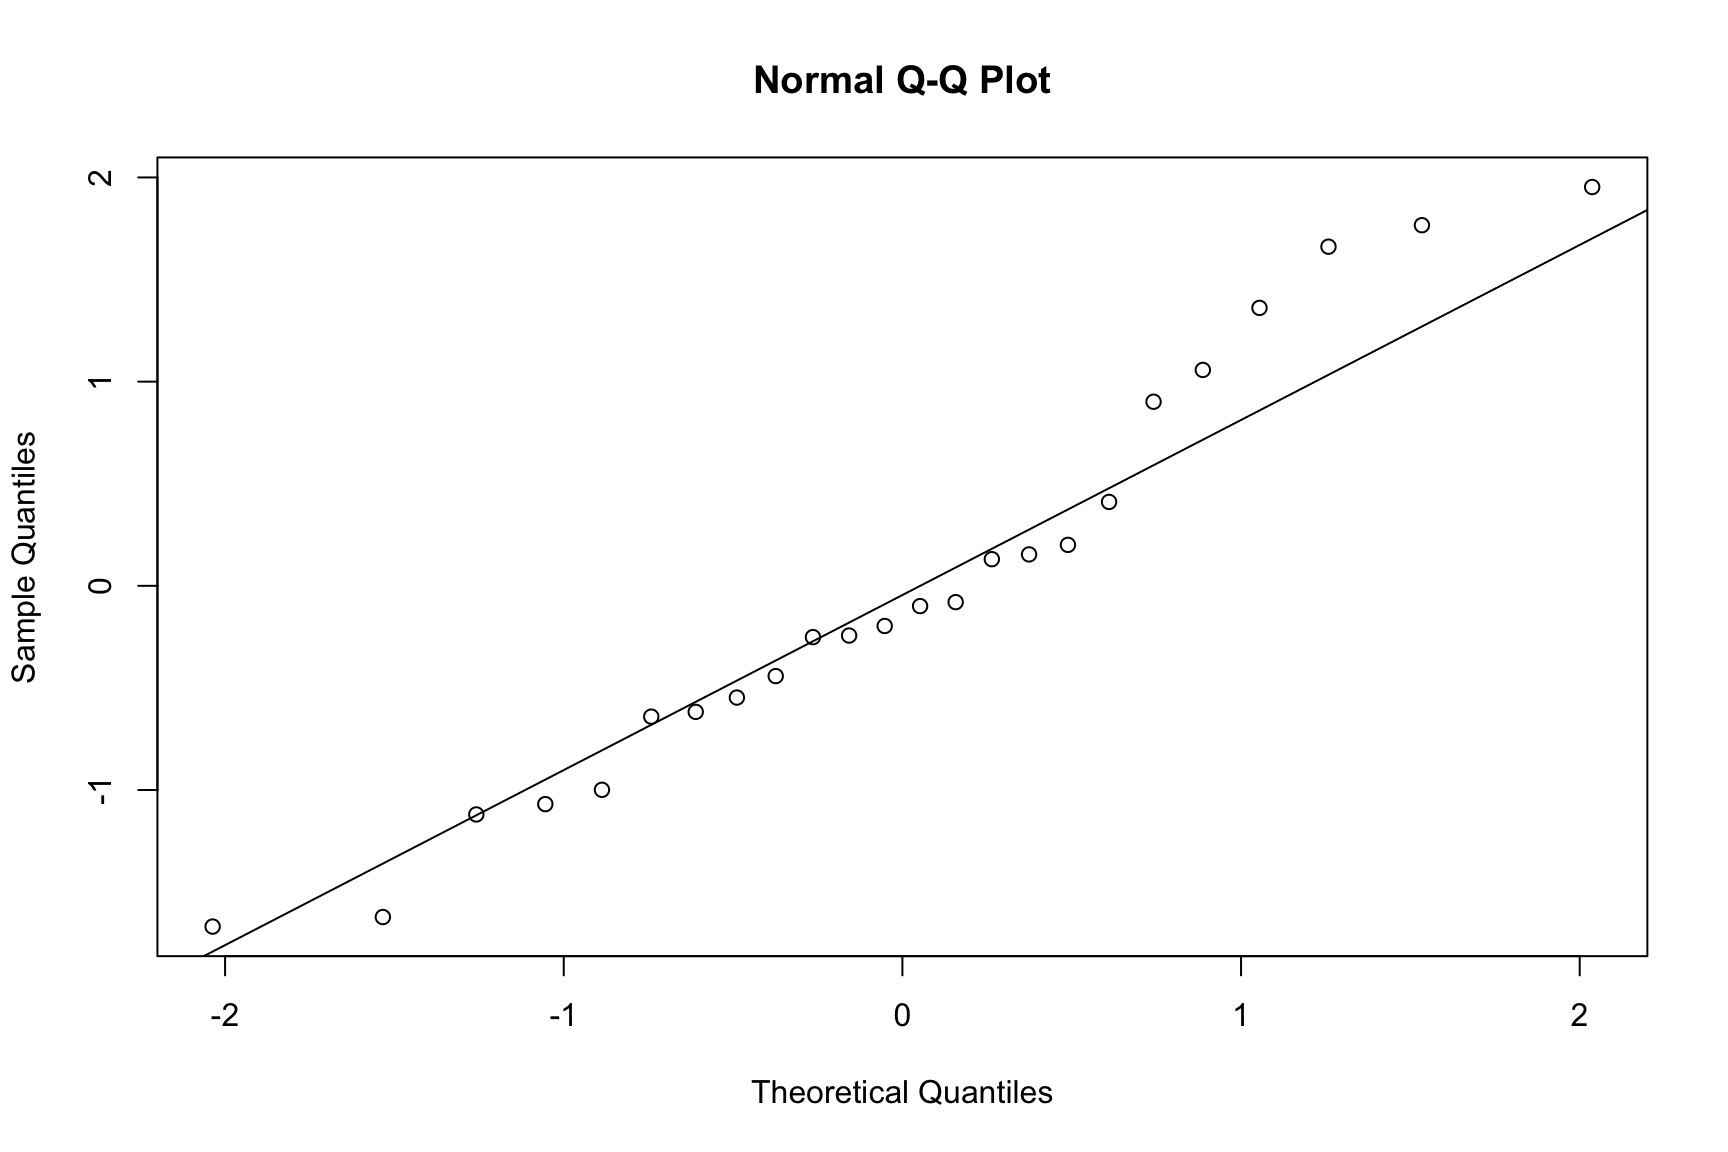 Normal Q-Q Plot
2
1
0
-1
Sample Quantiles
-2 -1 0 1 2
Theoretical Quantiles